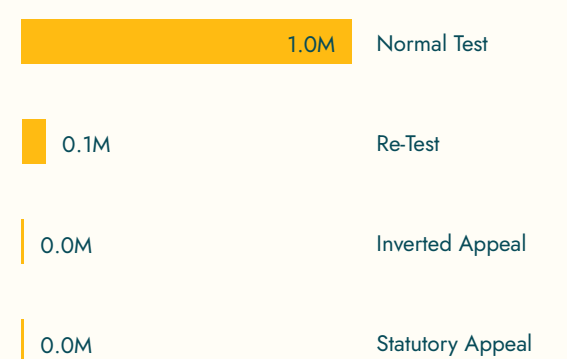 1.0M Normal Test
0.1M Re-Test
0.0M Inverted Appeal
0.0M Statutory Appeal